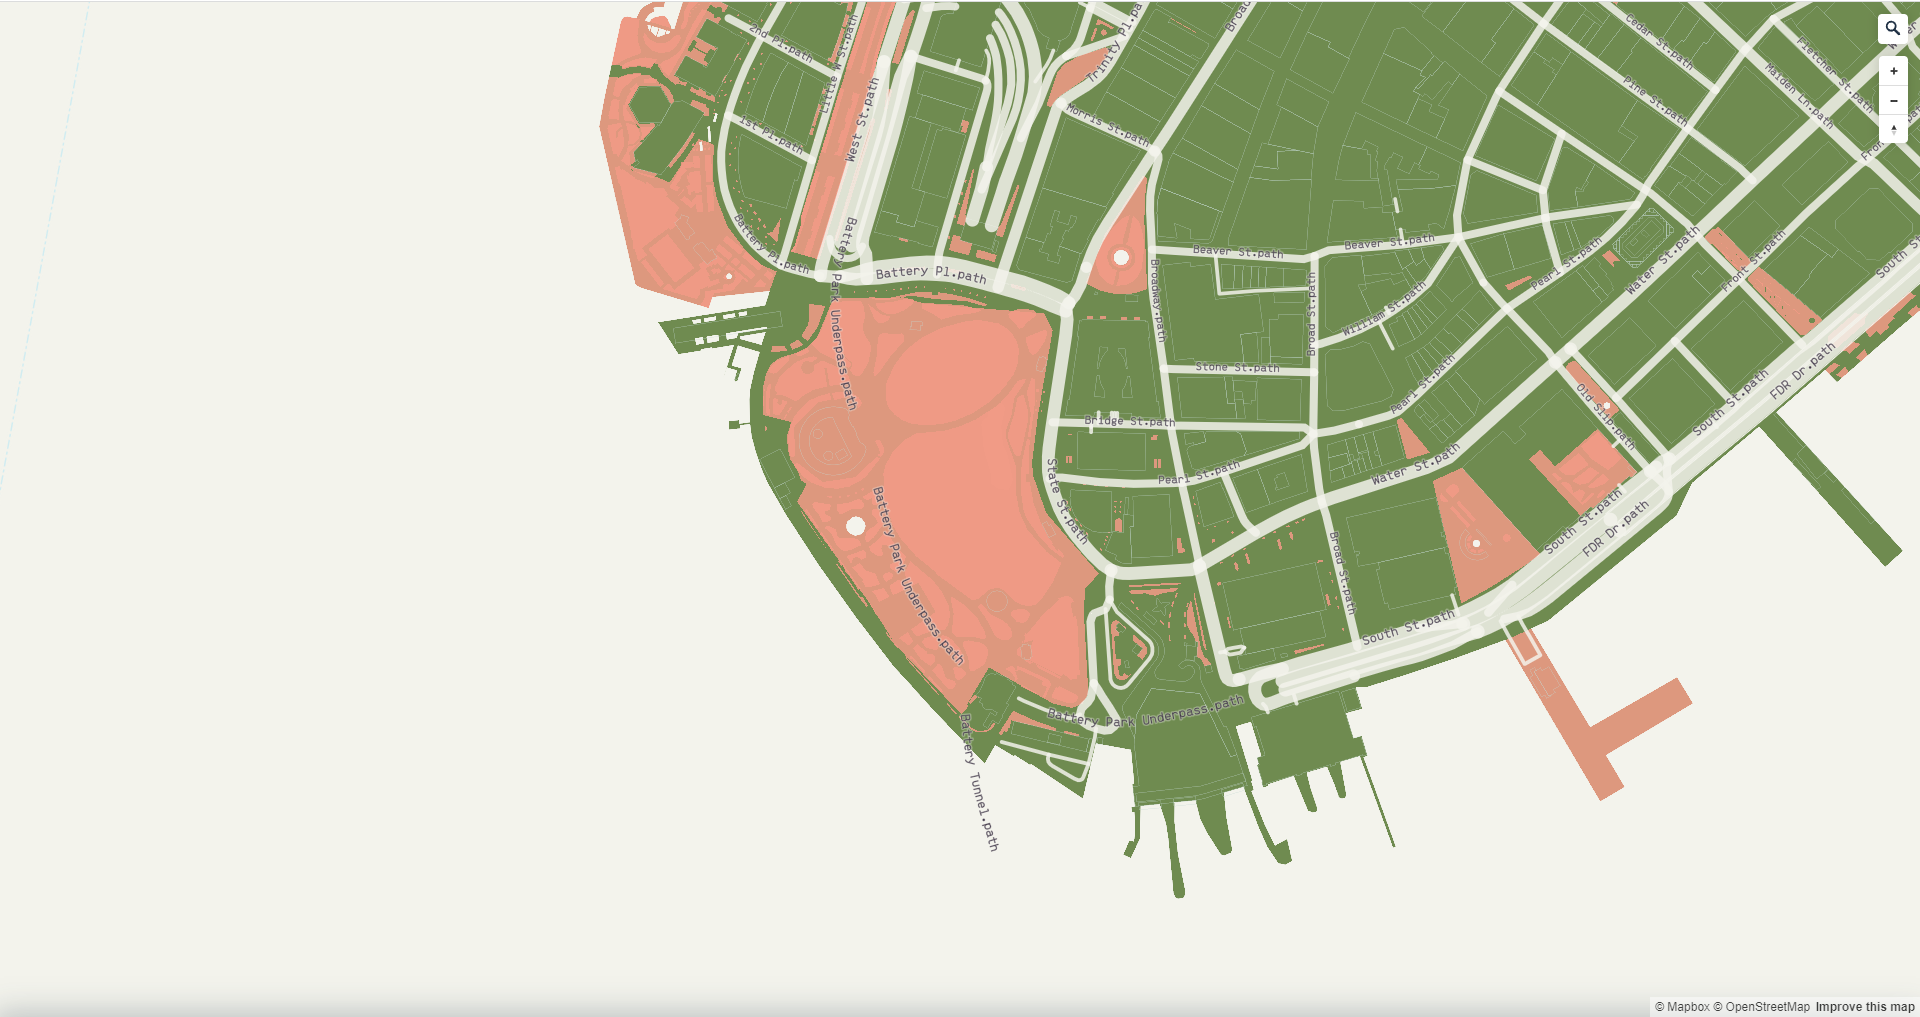 2nd Pl.path
Little W St.path
West St.path
1st Pl.path
Battery Pl.path
Battery Park Underpass.path
Battery Pl.path
Trinity Pl.pa
Morris St.path
Broad
Cedar St.path
Pine St.path
Maiden Ln.path
Fletcher St.path
Fron
Beaver St.path
Beaver St.path
Broadway.path
Broad St.path
William St.path
Pearl St.path
Water St.path
Front St.path
South St
Stone St.path
Pearl St.path
Old Slip.path
South St.path
FDR Dr.path
Bridge St.path
Pearl St.path
Water St.path
State St.path
Battery Park Underpass.path
Broad St.path
South St.path
FDR Dr.path
South St.path
Battery Park Underpass.path
Battery Tunnel.path
+
−
© Mapbox © OpenStreetMap Improve this map